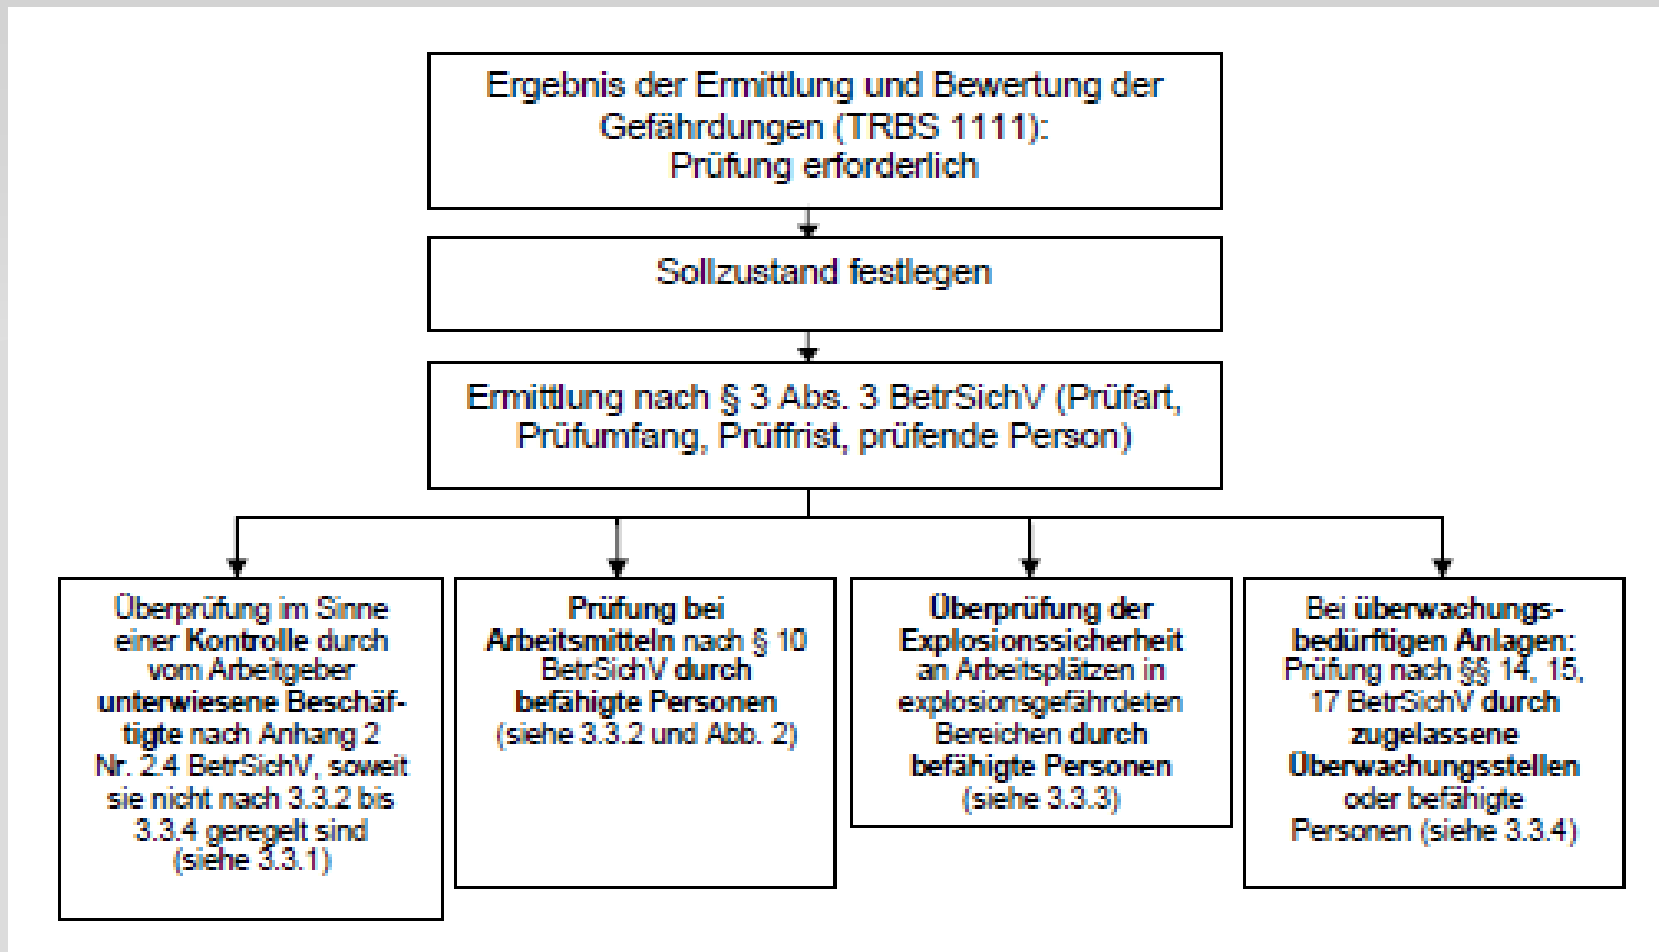 Ergebnis der Ermittlung und Bewertung der
Gefährdungen (TRBS 1111):
Prüfung erforderlich
Sollzustand festlegen
Ermittlung nach § 3 Abs. 3 BetrSichV (Prüfart,
Prüfumfang, Prüffrist, prüfende Person)
Überprüfung im Sinne
einer Kontrolle durch
vom Arbeitgeber
unterwiesene Beschäf-
tigte nach Anhang 2
Nr. 2.4 BetrSichV, soweit
sie nicht nach 3.3.2 bis
3.3.4 geregelt sind
(siehe 3.3.1)
Prüfung bei
Arbeitsmitteln nach § 10
BetrSichV durch
befähigte Personen
(siehe 3.3.2 und Abb. 2)
Überprüfung der
Explosionssicherheit
an Arbeitsplätzen in
explosionsgefährdeten
Bereichen durch
befähigte Personen
(siehe 3.3.3)
Bei überwachungs-
bedürftigen Anlagen:
Prüfung nach §§ 14, 15,
17 BetrSichV durch
zugelassene
Überwachungsstellen
oder befähigte
Personen (siehe 3.3.4)